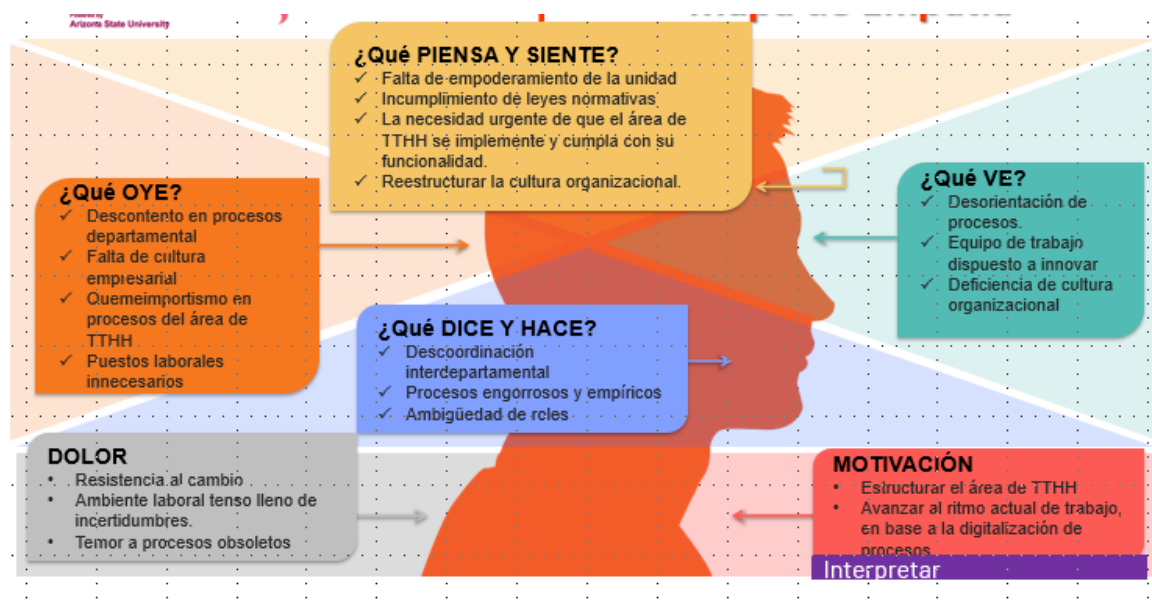 Powered by
Arizona State University
¿Qué PIENSA Y SIENTE?
✓ Falta de empoderamiento de la unidad
✓ Incumplimiento de leyes normativas
✓ La necesidad urgente de que el área de
TTHH se implemente y cumpla con su
funcionalidad.
✓ Reestructurar la cultura organizacional.
¿Qué OYE?
✓ Descontento en procesos
departamental
✓ Falta de cultura
empresarial
✓ Quemeimportismo en
procesos del área de
TTHH
✓ Puestos laborales
innecesarios
¿Qué VE?
✓ Desorientación de
procesos.
✓ Equipo de trabajo
dispuesto a innovar
✓ Deficiencia de cultura
organizacional
¿Qué DICE Y HACE?
✓ Descoordinación
interdepartamental
✓ Procesos engorrosos y empíricos
✓ Ambigüedad de roles
DOLOR
• Resistencia al cambio
• Ambiente laboral tenso lleno de
incertidumbres.
• Temor a procesos obsoletos
MOTIVACIÓN
• Estructurar el área de TTHH
• Avanzar al ritmo actual de trabajo,
en base a la digitalización de
procesos
Interpretar